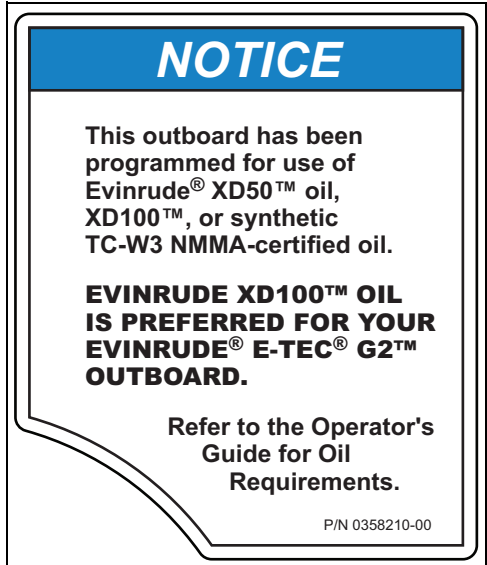 NOTICE
This outboard has been
programmed for use of
Evinrude® XD50™ oil,
XD100™, or synthetic
TC-W3 NMMA-certified oil.
EVINRUDE XD100™ OIL
IS PREFERRED FOR YOUR
EVINRUDE® E-TEC® G2™
OUTBOARD.
Refer to the Operator's
Guide for Oil
Requirements.
P/N 0358210-00